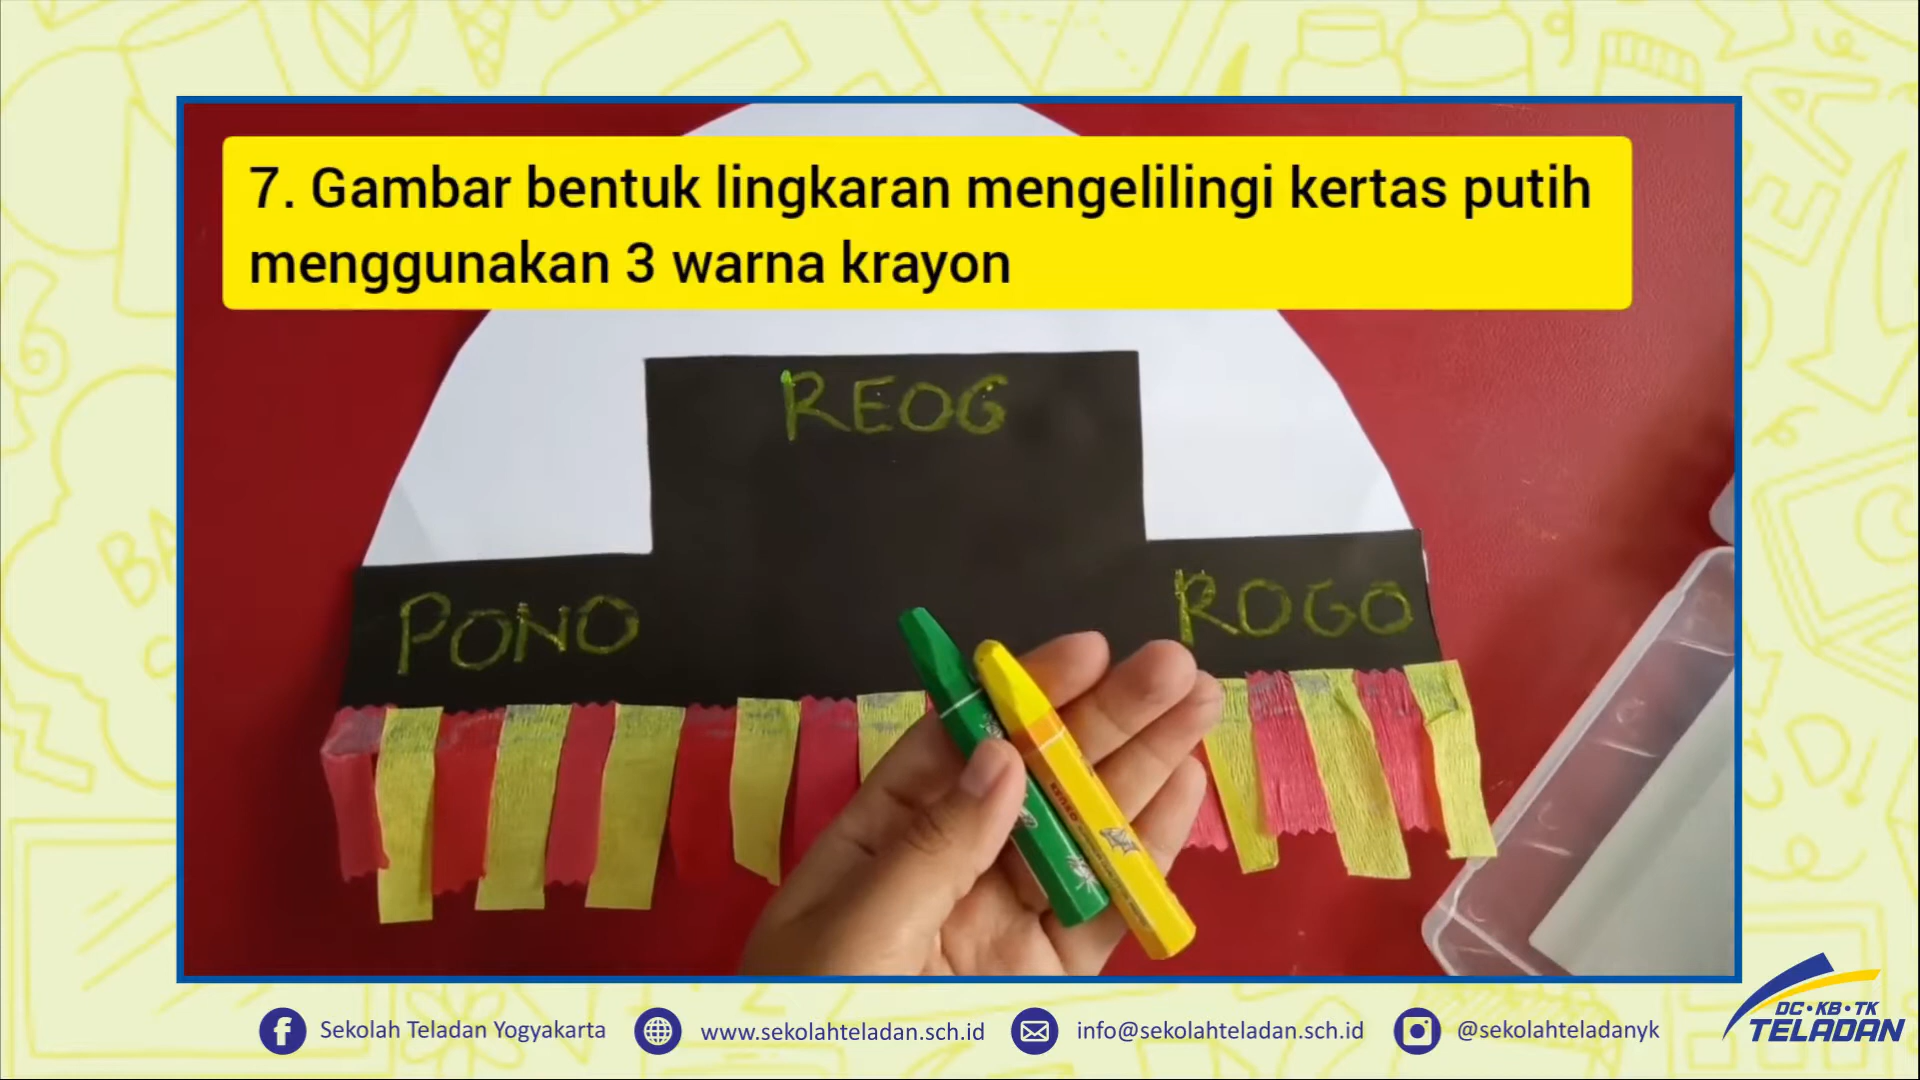 7. Gambar bentuk lingkaran mengelilingi kertas putih
menggunakan 3 warna krayon
REOG
PONO
ROGO
Sekolah Teladan Yogyakarta
www.sekolahteladan.sch.id
info@sekolahteladan.sch.id
@sekolahteladanyk
DC•KB•TK
TELADAN